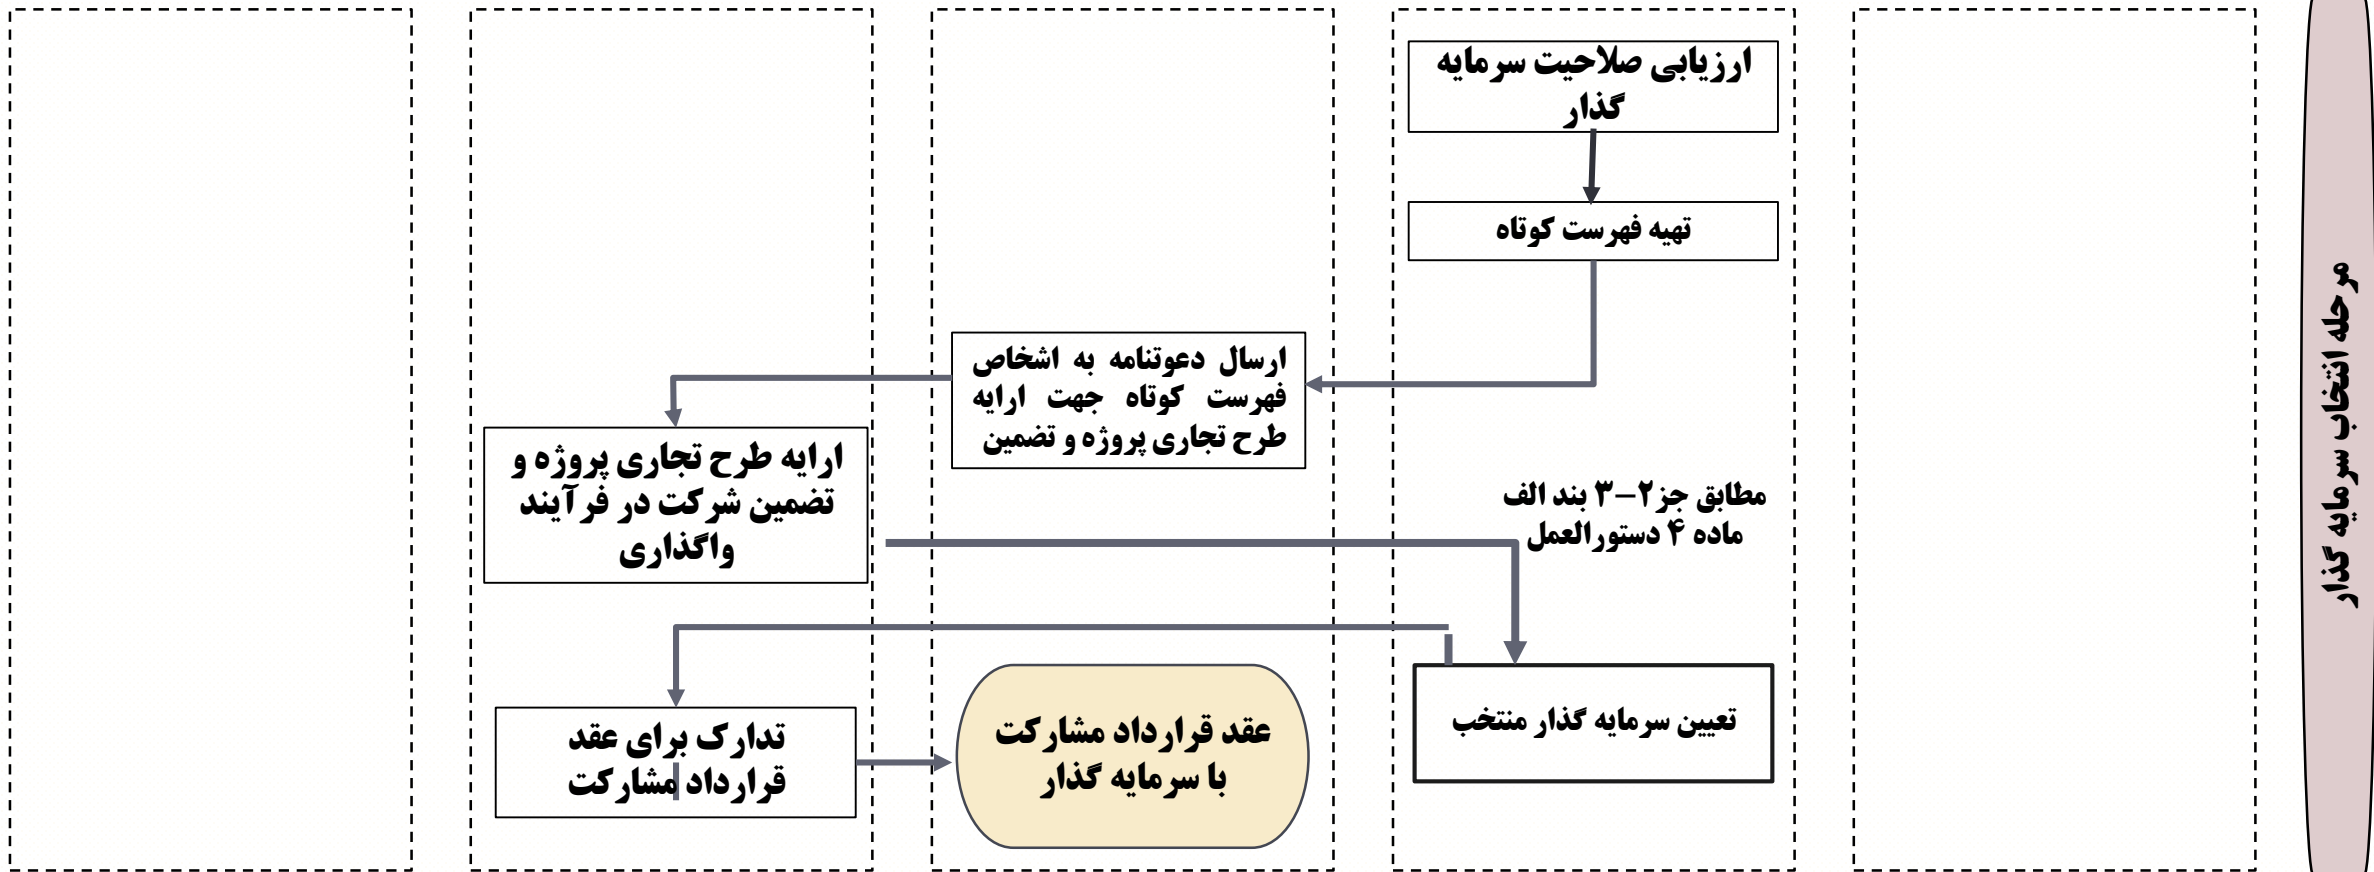 مرحله انتخاب سرمایه گذار
ارزیابی صلاحیت سرمایه
گذار
تهیه فهرست کوتاه
ارسال دعوتنامه به اشخاص
فهرست کوتاه جهت ارایه
طرح تجاری پروژه و تضمین
ارایه طرح تجاری پروژه و
تضمین شرکت در فرآیند
واگذاری
مطابق جز۲-۳ بند الف
ماده ۴ دستورالعمل
تعیین سرمایه گذار منتخب
تدارک برای عقد
قرارداد مشارکت
عقد قرارداد مشارکت
با سرمایه گذار